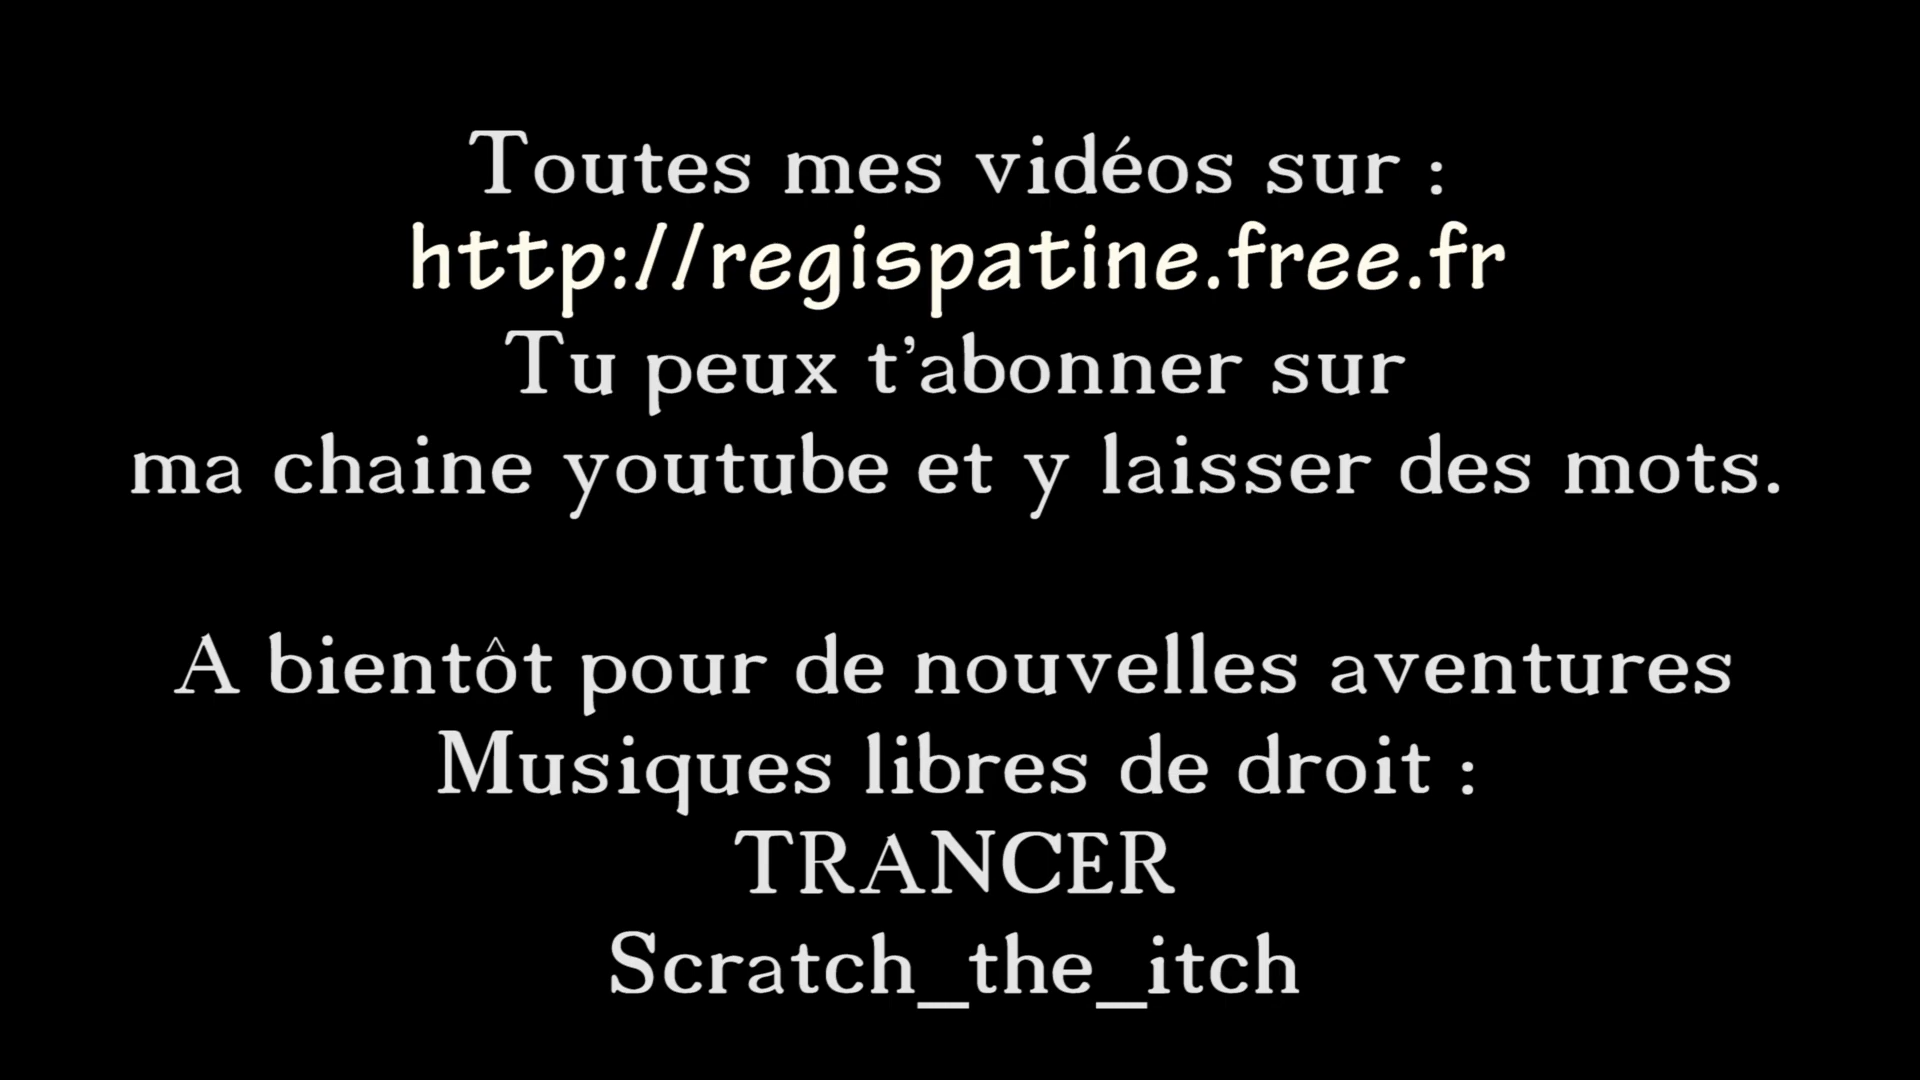 Toutes mes vidéos sur :
http://regispatine.free.fr
Tu peux t'abonner sur
ma chaine youtube et y laisser des mots.
A bientôt pour de nouvelles aventures
Musiques libres de droit :
TRANCER
Scratch_the_itch